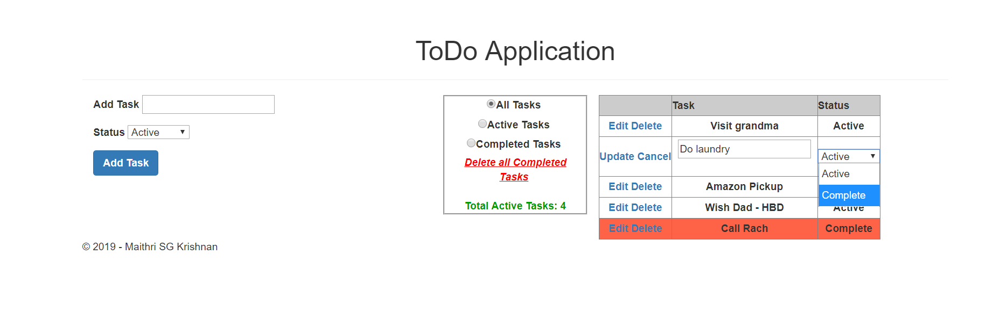 ToDo Application
Add Task
Status Active
Add Task
All Tasks
Active Tasks
Completed Tasks
Delete all Completed
Tasks
Total Active Tasks: 4
Task Status
Edit Delete Visit grandma Active
Update Cancel Do laundry Active
Active
Complete
Edit Delete Amazon Pickup
Edit Delete Wish Dad - HBD Active
Edit Delete Call Rach Complete
© 2019 - Maithri SG Krishnan